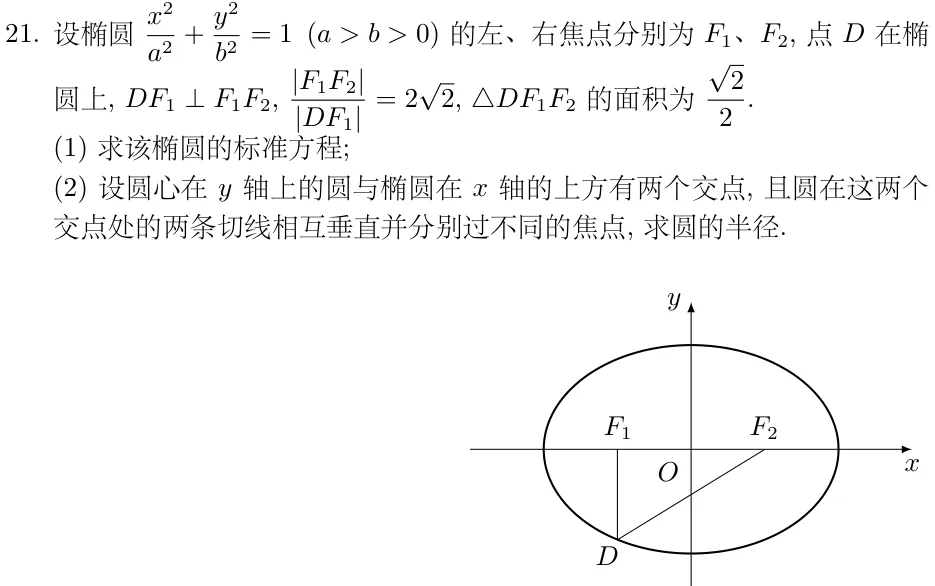 21. 设椭圆 $\frac{x^2}{a^2} + \frac{y^2}{b^2} = 1$ $(a > b > 0)$ 的左、右焦点分别为 $F_1$、$F_2$, 点 $D$ 在椭
圆上, $DF_1 \perp F_1F_2$, $\frac{|F_1F_2|}{|DF_1|} = 2\sqrt{2}$, $\triangle DF_1F_2$ 的面积为 $\frac{\sqrt{2}}{2}$.
(1) 求该椭圆的标准方程;
(2) 设圆心在 $y$ 轴上的圆与椭圆在 $x$ 轴的上方有两个交点, 且圆在这两个
交点处的两条切线相互垂直并分别过不同的焦点, 求圆的半径.
$y$
$F_1$ $F_2$
$O$ $x$
$D$